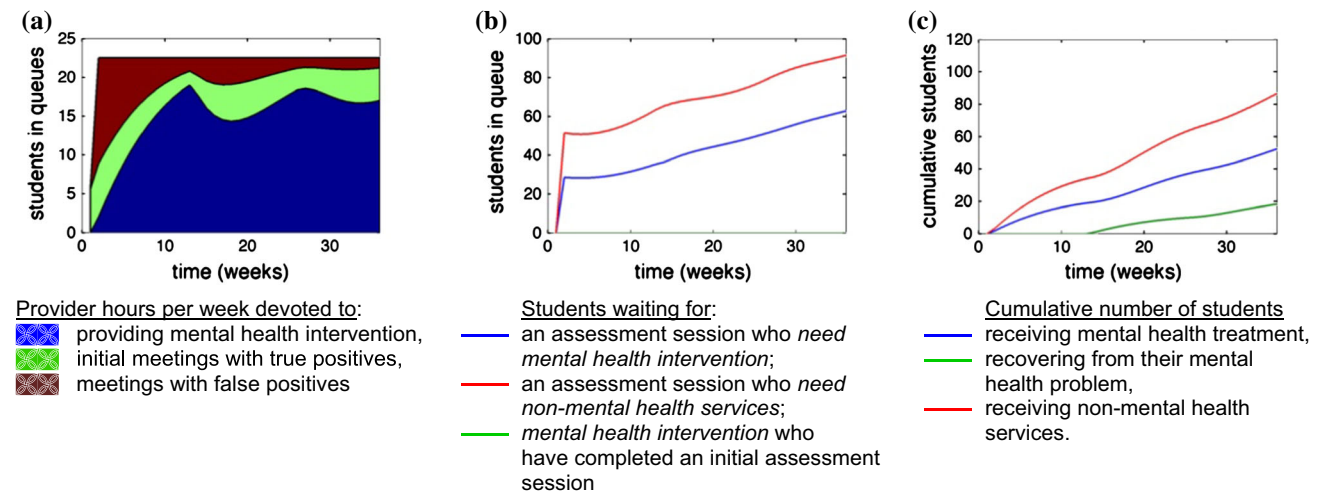 (a)
students in queues
25
20
15
10
5
0
0 10 20 30
time (weeks)
Provider hours per week devoted to:
providing mental health intervention,
initial meetings with true positives,
meetings with false positives
(b)
students in queue
100
80
60
40
20
0
0 10 20 30
time (weeks)
Students waiting for:
an assessment session who need
mental health intervention;
an assessment session who need
non-mental health services;
mental health intervention who
have completed an initial assessment
session
(c)
cumulative students
120
100
80
60
40
20
0
0 10 20 30
time (weeks)
Cumulative number of students
receiving mental health treatment,
recovering from their mental
health problem,
receiving non-mental health
services.